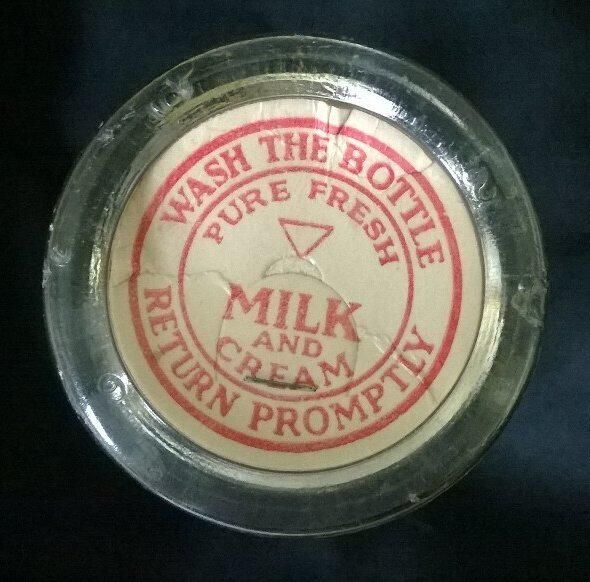 WASH THE BOTTLE
PURE FRESH
MILK
AND
CREAM
RETURN PROMPTLY